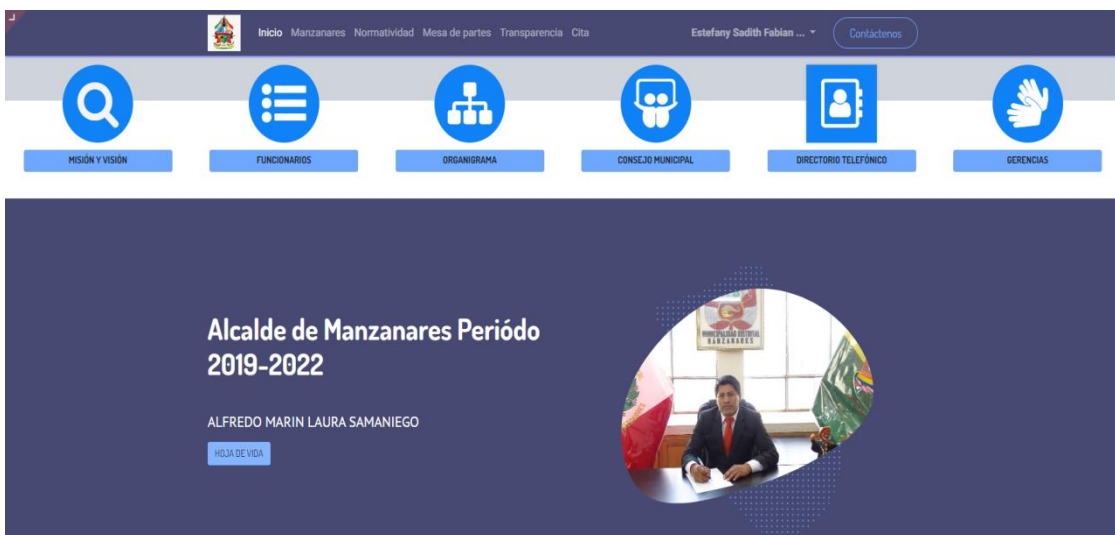 Inicio Manzanares Normatividad Mesa de partes Transparencia Cita Estefany Sadith Fabian ... Contáctenos
MISIÓN Y VISIÓN FUNCIONARIOS ORGANIGRAMA CONSEJO MUNICIPAL DIRECTORIO TELEFÓNICO GERENCIAS
Alcalde de Manzanares Periódo
2019-2022
MUNICIPALIDAD DISTRITAL
MANZANARES
ALFREDO MARIN LAURA SAMANIEGO
HOJA DE VIDA